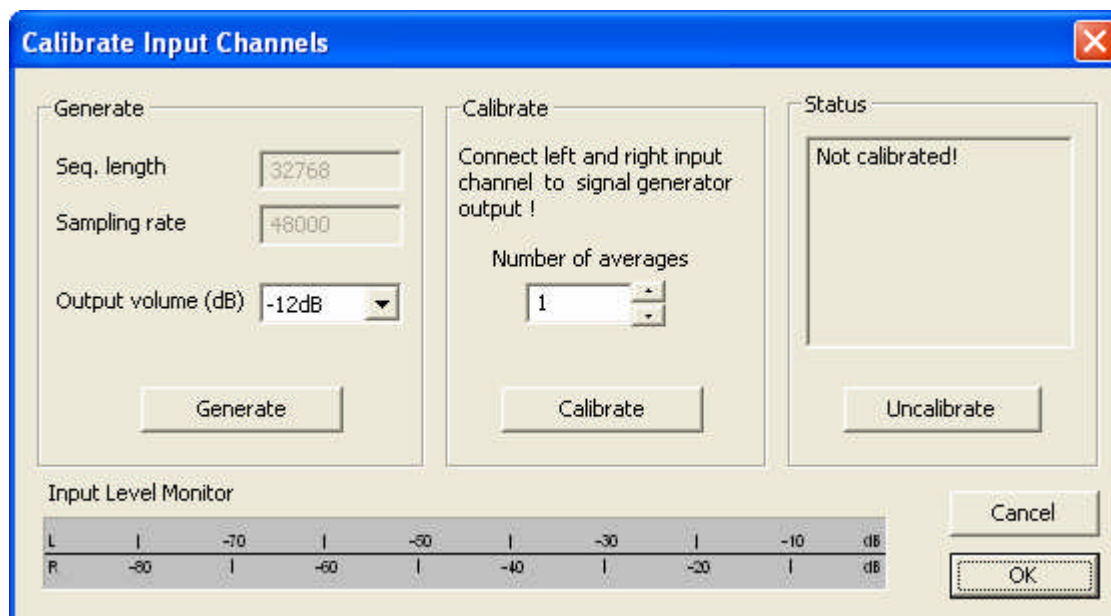 Calibrate Input Channels
Generate
Seq. length 32768
Sampling rate 48000
Output volume (dB) -12dB
Generate
Calibrate
Connect left and right input
channel to signal generator
output !
Number of averages
1
Calibrate
Status
Not calibrated!
Uncalibrate
Input Level Monitor
L -70 -50 -30 -10 dB
R -80 -60 -40 -20 dB
Cancel
OK